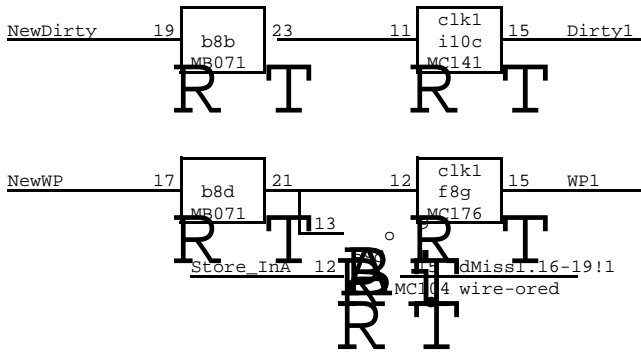 NewDirty 19 b8b MB071 23 11 clk1 i10c MC141 15 Dirty1
R T R T
NewWP 17 b8d MB071 21 12 clk1 f8g MC176 15 WP1
13
R T R T
Store_InA 12 15 dMiss1.16-19!1
MC104 wire-ored
R T